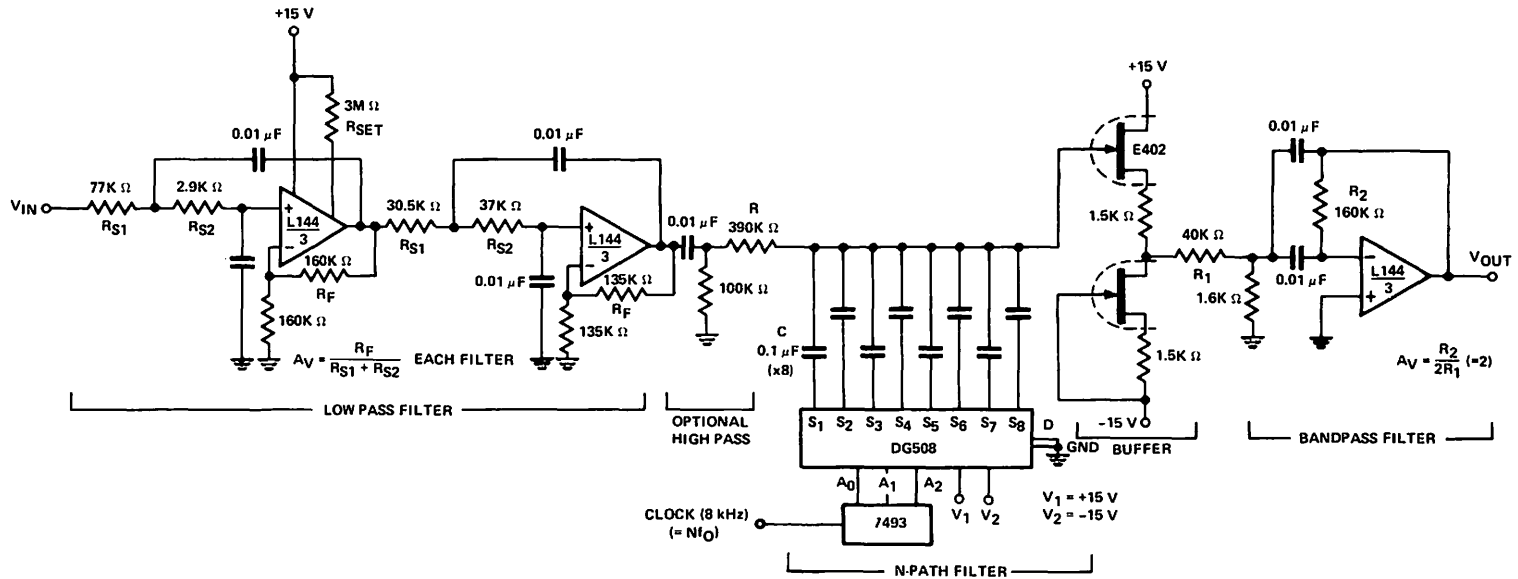 +15 V
3M Ω
RSET
0.01 μF
77K Ω
2.9K Ω
VIN
RS1
RS2
+
L144
3
−
160K Ω
RF
160K Ω
AV = RF / (RS1 + RS2) EACH FILTER
LOW PASS FILTER
0.01 μF
30.5K Ω
37K Ω
RS1
RS2
+
L144
3
−
0.01 μF
135K Ω
RF
135K Ω
0.01 μF
R
390K Ω
100K Ω
OPTIONAL
HIGH PASS
C
0.1 μF
(x8)
S1 S2 S3 S4 S5 S6 S7 S8 D
DG508
GND
A0 A1 A2
V1 V2
V1 = +15 V
V2 = −15 V
CLOCK (8 kHz)
(= NfO)
7493
N-PATH FILTER
+15 V
E402
1.5K Ω
1.5K Ω
−15 V
BUFFER
40K Ω
R1
1.6K Ω
0.01 μF
R2
160K Ω
0.01 μF
−
L144
3
+
VOUT
AV = R2 / 2R1 (=2)
BANDPASS FILTER